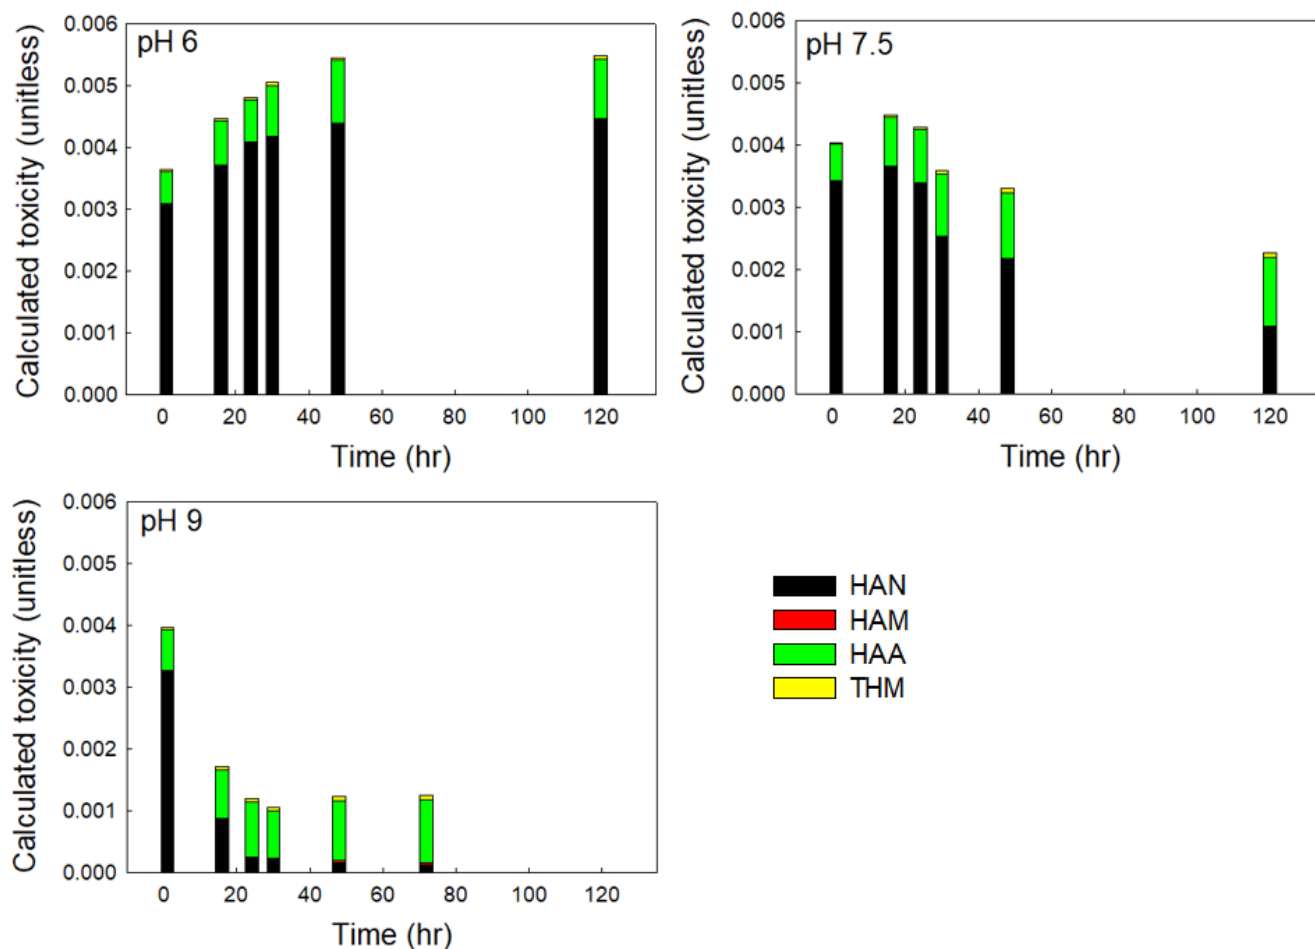 pH 6
Calculated toxicity (unitless)
0.006
0.005
0.004
0.003
0.002
0.001
0.000
0 20 40 60 80 100 120
Time (hr)
pH 7.5
Calculated toxicity (unitless)
0.006
0.005
0.004
0.003
0.002
0.001
0.000
0 20 40 60 80 100 120
Time (hr)
pH 9
Calculated toxicity (unitless)
0.006
0.005
0.004
0.003
0.002
0.001
0.000
0 20 40 60 80 100 120
Time (hr)
HAN
HAM
HAA
THM